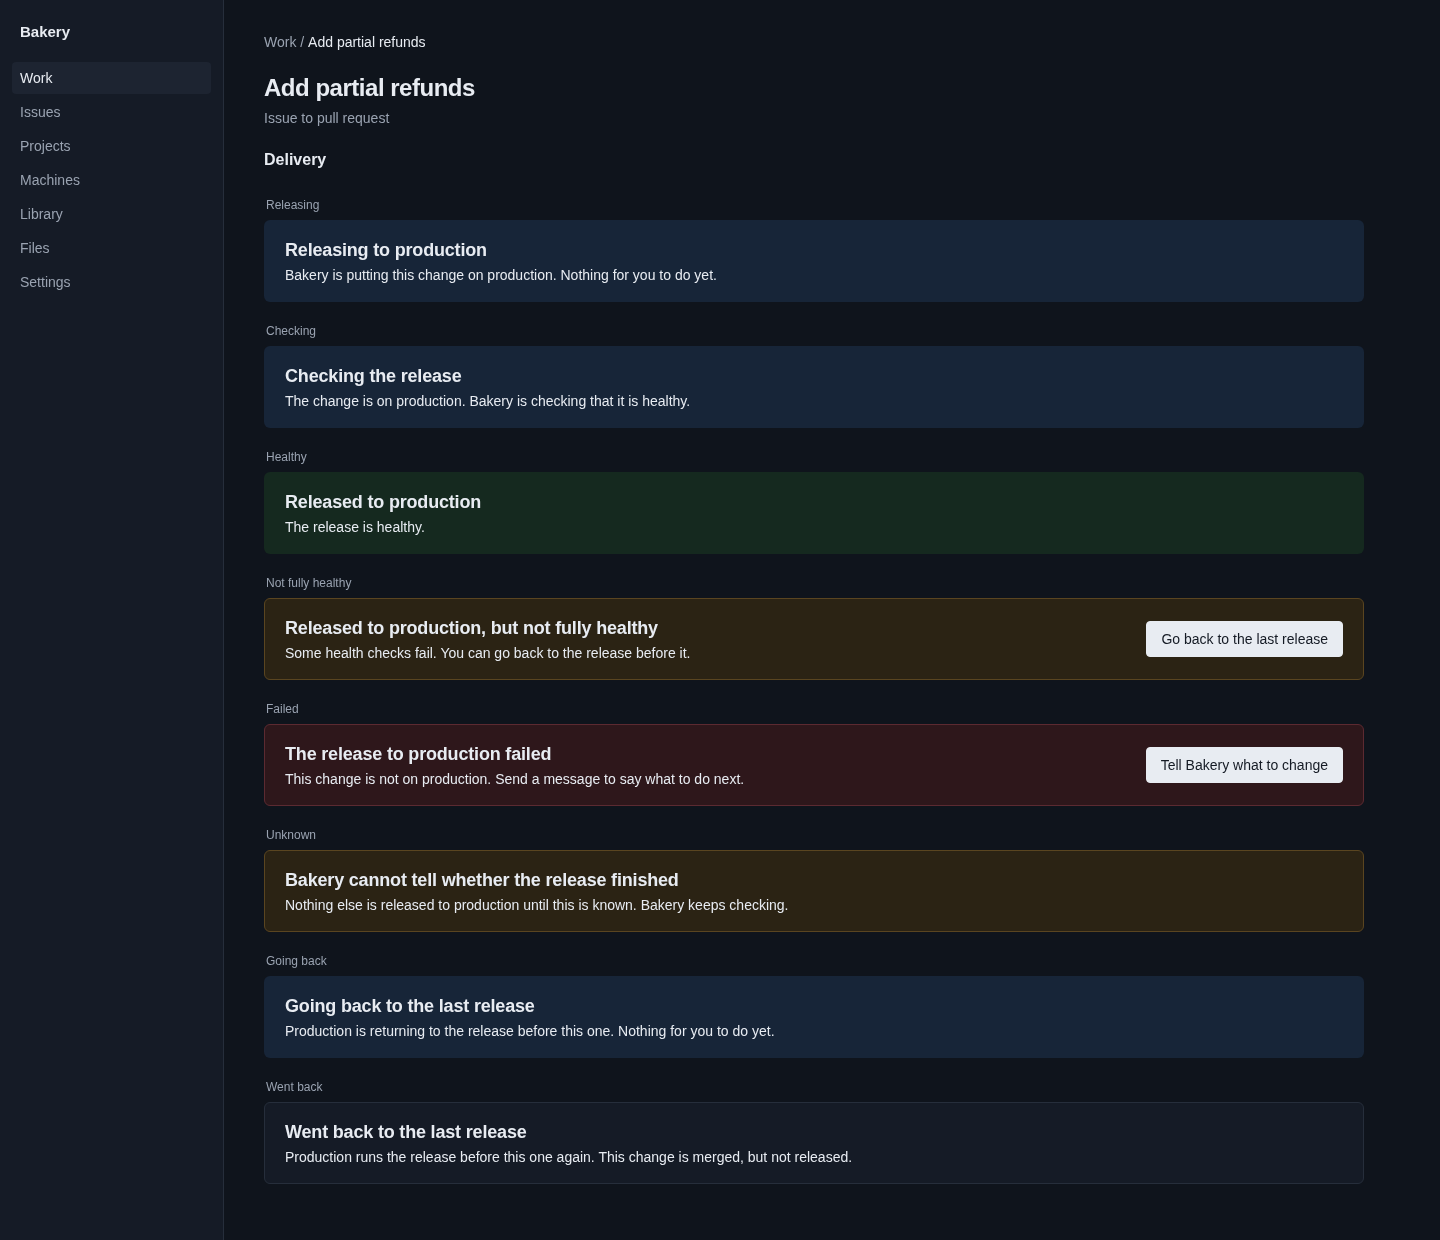 Bakery
Work
Issues
Projects
Machines
Library
Files
Settings
Work / Add partial refunds
Add partial refunds
Issue to pull request
Delivery
Releasing
Releasing to production
Bakery is putting this change on production. Nothing for you to do yet.
Checking
Checking the release
The change is on production. Bakery is checking that it is healthy.
Healthy
Released to production
The release is healthy.
Not fully healthy
Released to production, but not fully healthy
Some health checks fail. You can go back to the release before it.
Go back to the last release
Failed
The release to production failed
This change is not on production. Send a message to say what to do next.
Tell Bakery what to change
Unknown
Bakery cannot tell whether the release finished
Nothing else is released to production until this is known. Bakery keeps checking.
Going back
Going back to the last release
Production is returning to the release before this one. Nothing for you to do yet.
Went back
Went back to the last release
Production runs the release before this one again. This change is merged, but not released.